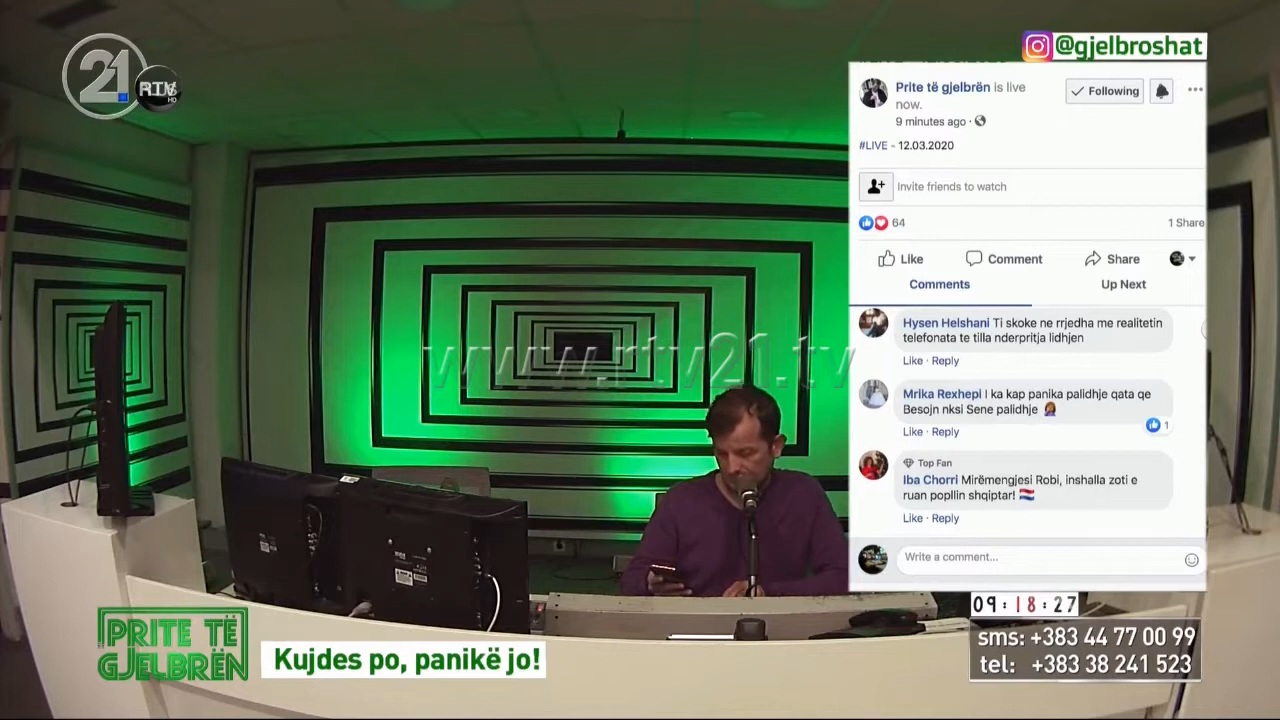 21
RTV
HD
@gjelbroshat
Prite të gjelbrën is live
now.
Following
9 minutes ago
#LIVE - 12.03.2020
Invite friends to watch
64
1 Share
Like
Comment
Share
Comments
Up Next
Hysen Helshani Ti skoke ne rrjedha me realitetin
telefonata te tilla nderpritja lidhjen
Like · Reply
Mrika Rexhepi I ka kap panika palidhje qata qe
Besojn nksi Sene palidhje 🤦‍♀️
1
Like · Reply
Top Fan
Iba Chorri Mirëmengjesi Robi, inshalla zoti e
ruan popllin shqiptar! 🇭🇷
Like · Reply
Write a comment...
www.rtv21.tv
09:18:27
sms: +383 44 77 00 99
tel: +383 38 241 523
PRITE TË
GJELBRËN
Kujdes po, panikë jo!